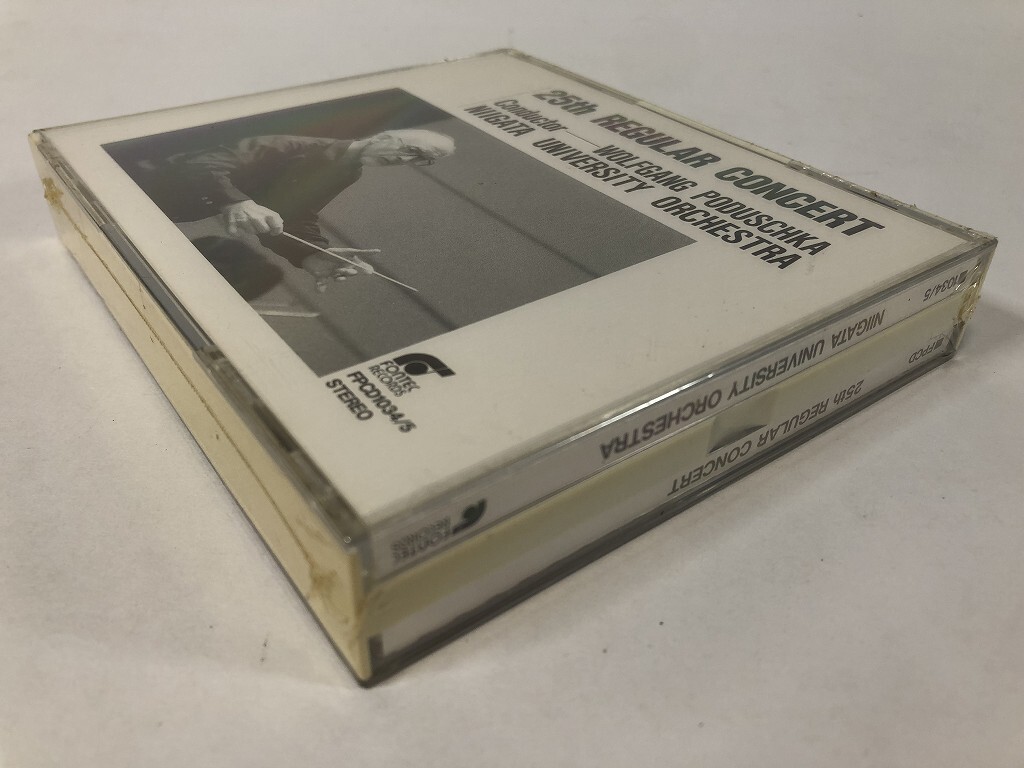 25th REGULAR CONCERT
Conductor—WOLFGANG PODUSCHKA
NIIGATA UNIVERSITY ORCHESTRA
FONTEC
RECORDS
FPCD1034/5
STEREO
1034/5
NIIGATA UNIVERSITY ORCHESTRA
FPCD
25th REGULAR CONCERT